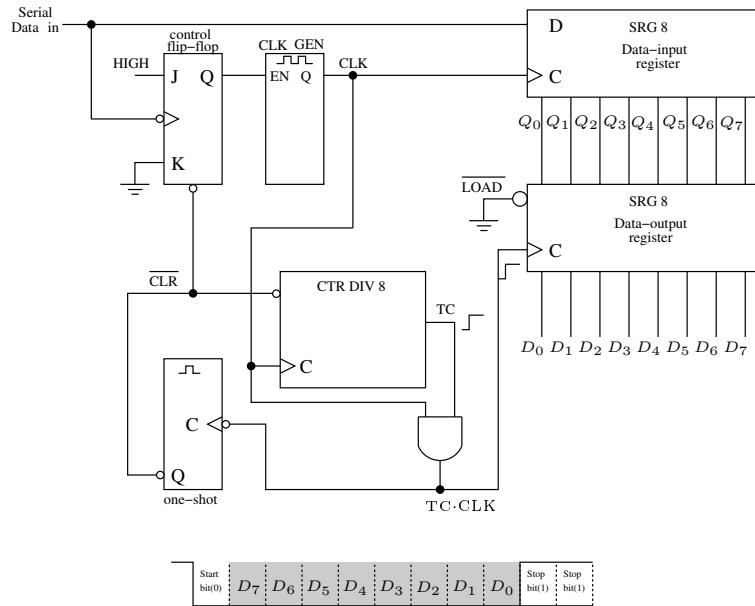 Serial
Data in
control
flip-flop
HIGH
J
Q
K
CLK GEN
EN
Q
CLK
D
SRG 8
Data-input
register
C
Q0 Q1 Q2 Q3 Q4 Q5 Q6 Q7
LOAD
SRG 8
Data-output
register
C
D0 D1 D2 D3 D4 D5 D6 D7
CLR
CTR DIV 8
TC
C
C
Q
one-shot
TC·CLK
Start
bit(0)
D7 D6 D5 D4 D3 D2 D1 D0
Stop
bit(1)
Stop
bit(1)